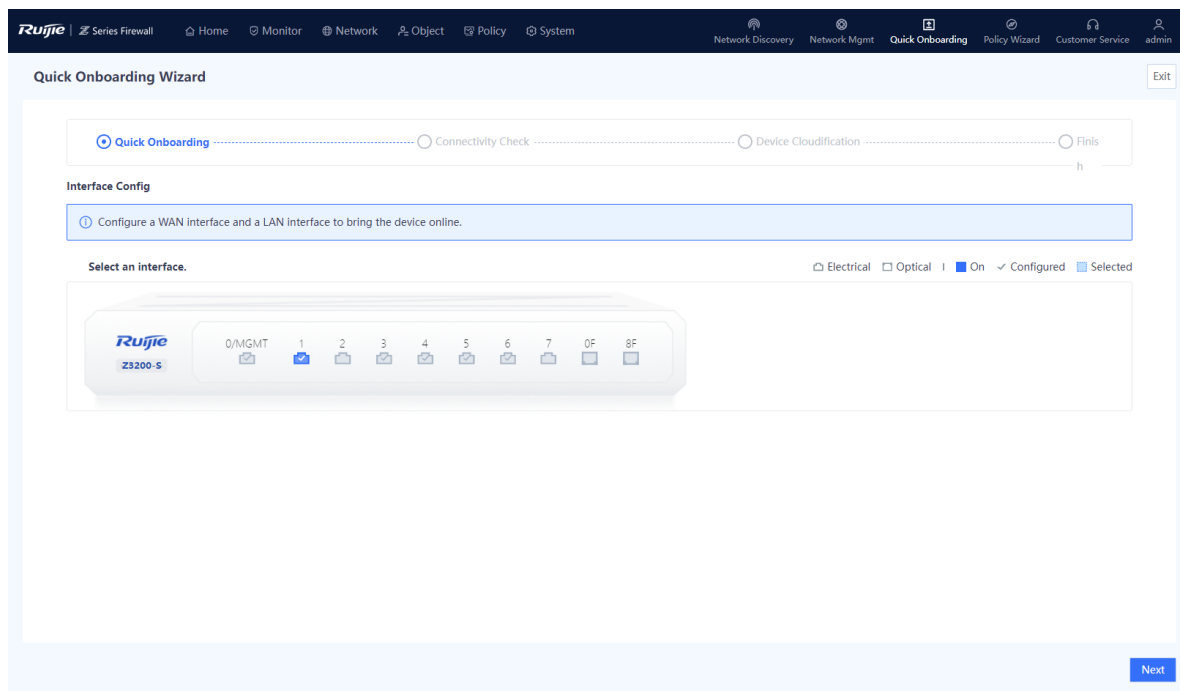 Ruijie | Z Series Firewall Home Monitor Network Object Policy System Network Discovery Network Mgmt Quick Onboarding Policy Wizard Customer Service admin
Quick Onboarding Wizard Exit
Quick Onboarding Connectivity Check Device Cloudification Finis
h
Interface Config
Configure a WAN interface and a LAN interface to bring the device online.
Select an interface. Electrical Optical | On Configured Selected
Ruijie 0/MGMT 1 2 3 4 5 6 7 0F 8F
Z3200-S
Next